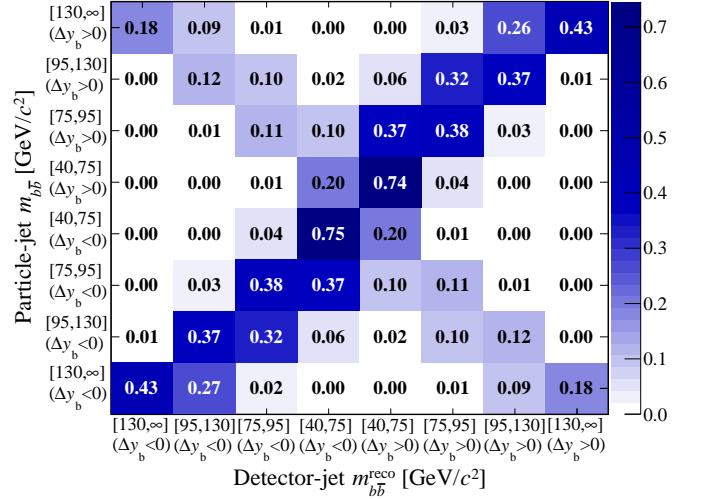 Particle-jet m_{bb̅} [GeV/c²]
[130,∞]
(Δy_b>0)
0.18 0.09 0.01 0.00 0.00 0.03 0.26 0.43
[95,130]
(Δy_b>0)
0.00 0.12 0.10 0.02 0.06 0.32 0.37 0.01
[75,95]
(Δy_b>0)
0.00 0.01 0.11 0.10 0.37 0.38 0.03 0.00
[40,75]
(Δy_b>0)
0.00 0.00 0.01 0.20 0.74 0.04 0.00 0.00
[40,75]
(Δy_b<0)
0.00 0.00 0.04 0.75 0.20 0.01 0.00 0.00
[75,95]
(Δy_b<0)
0.00 0.03 0.38 0.37 0.10 0.11 0.01 0.00
[95,130]
(Δy_b<0)
0.01 0.37 0.32 0.06 0.02 0.10 0.12 0.00
[130,∞]
(Δy_b<0)
0.43 0.27 0.02 0.00 0.00 0.01 0.09 0.18
[130,∞] [95,130] [75,95] [40,75] [40,75] [75,95] [95,130] [130,∞]
(Δy_b<0) (Δy_b<0) (Δy_b<0) (Δy_b<0) (Δy_b>0) (Δy_b>0) (Δy_b>0) (Δy_b>0)
Detector-jet m_{bb̅}^{reco} [GeV/c²]
0.7
0.6
0.5
0.4
0.3
0.2
0.1
0.0